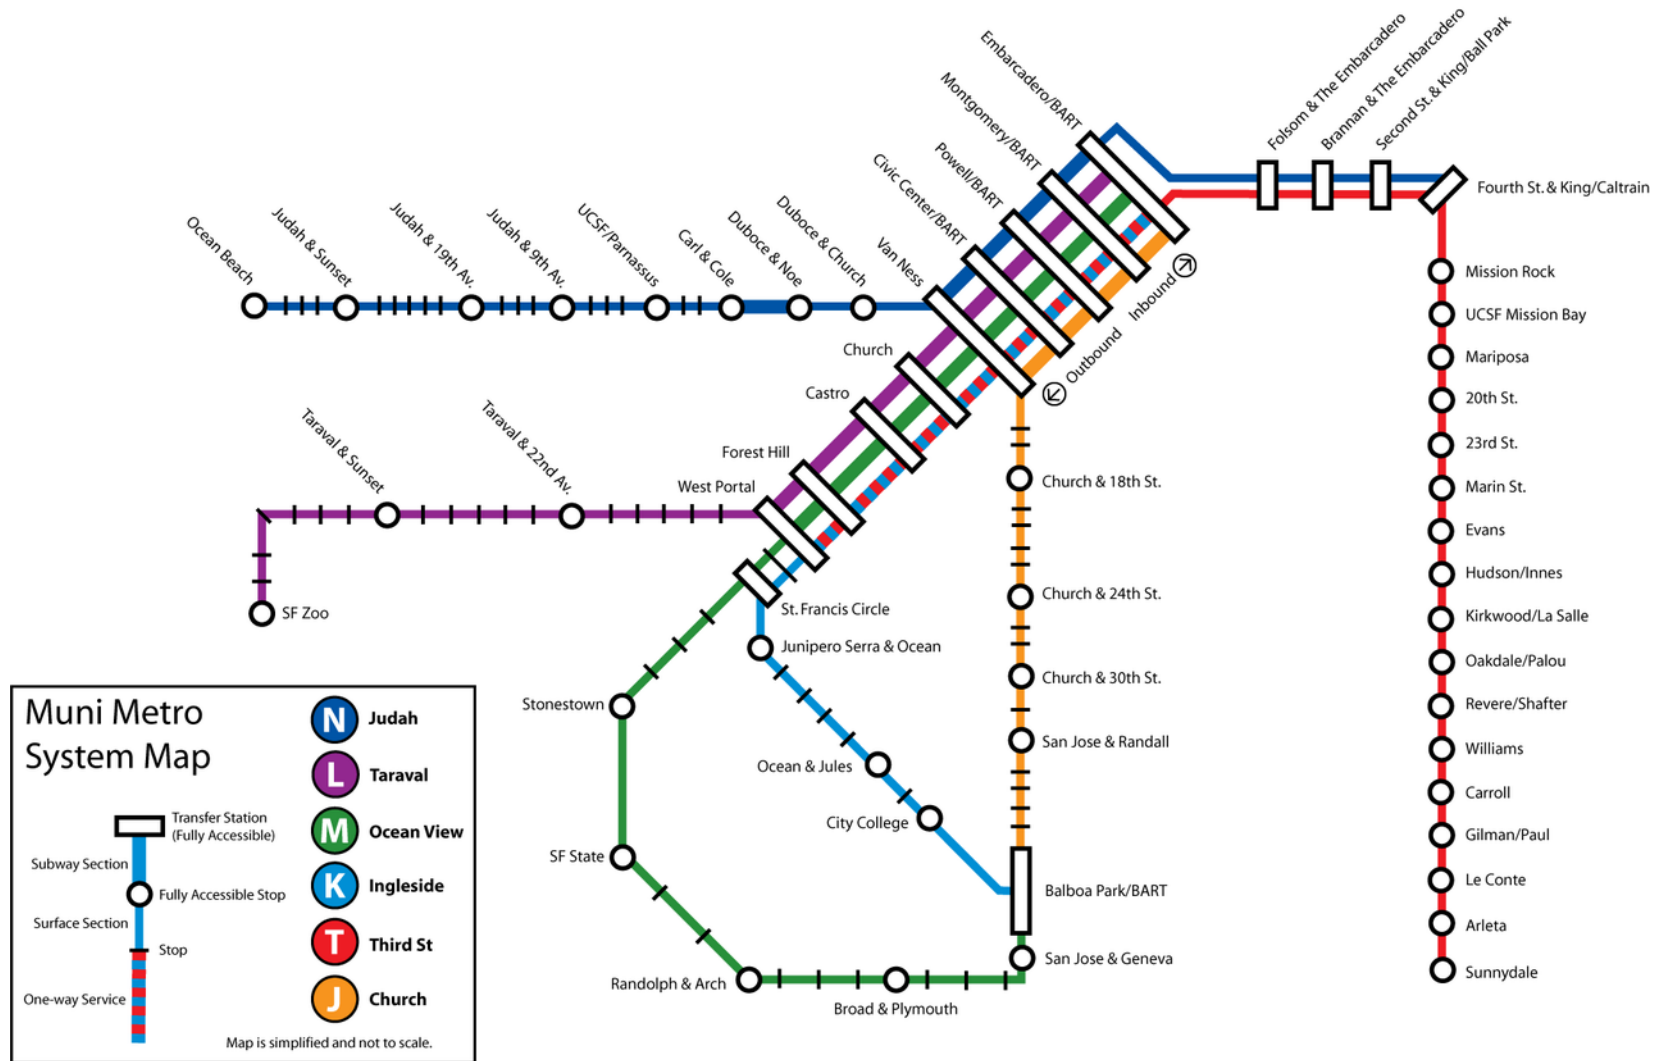 Embarcadero/BART
Montgomery/BART
Powell/BART
Civic Center/BART
Van Ness
Folsom & The Embarcadero
Brannan & The Embarcadero
Second St. & King/Ball Park
Fourth St. & King/Caltrain
Ocean Beach
Judah & Sunset
Judah & 19th Av.
Judah & 9th Av.
UCSF/Parnassus
Carl & Cole
Duboce & Noe
Duboce & Church
Inbound
Outbound
Church
Castro
Forest Hill
West Portal
Taraval & Sunset
Taraval & 22nd Av.
SF Zoo
St. Francis Circle
Junipero Serra & Ocean
Stonestown
Ocean & Jules
City College
SF State
Randolph & Arch
Broad & Plymouth
Church & 18th St.
Church & 24th St.
Church & 30th St.
San Jose & Randall
Balboa Park/BART
San Jose & Geneva
Mission Rock
UCSF Mission Bay
Mariposa
20th St.
23rd St.
Marin St.
Evans
Hudson/Innes
Kirkwood/La Salle
Oakdale/Palou
Revere/Shafter
Williams
Carroll
Gilman/Paul
Le Conte
Arleta
Sunnydale
Muni Metro
System Map
Transfer Station
(Fully Accessible)
Subway Section
Fully Accessible Stop
Surface Section
Stop
One-way Service
N Judah
L Taraval
M Ocean View
K Ingleside
T Third St
J Church
Map is simplified and not to scale.